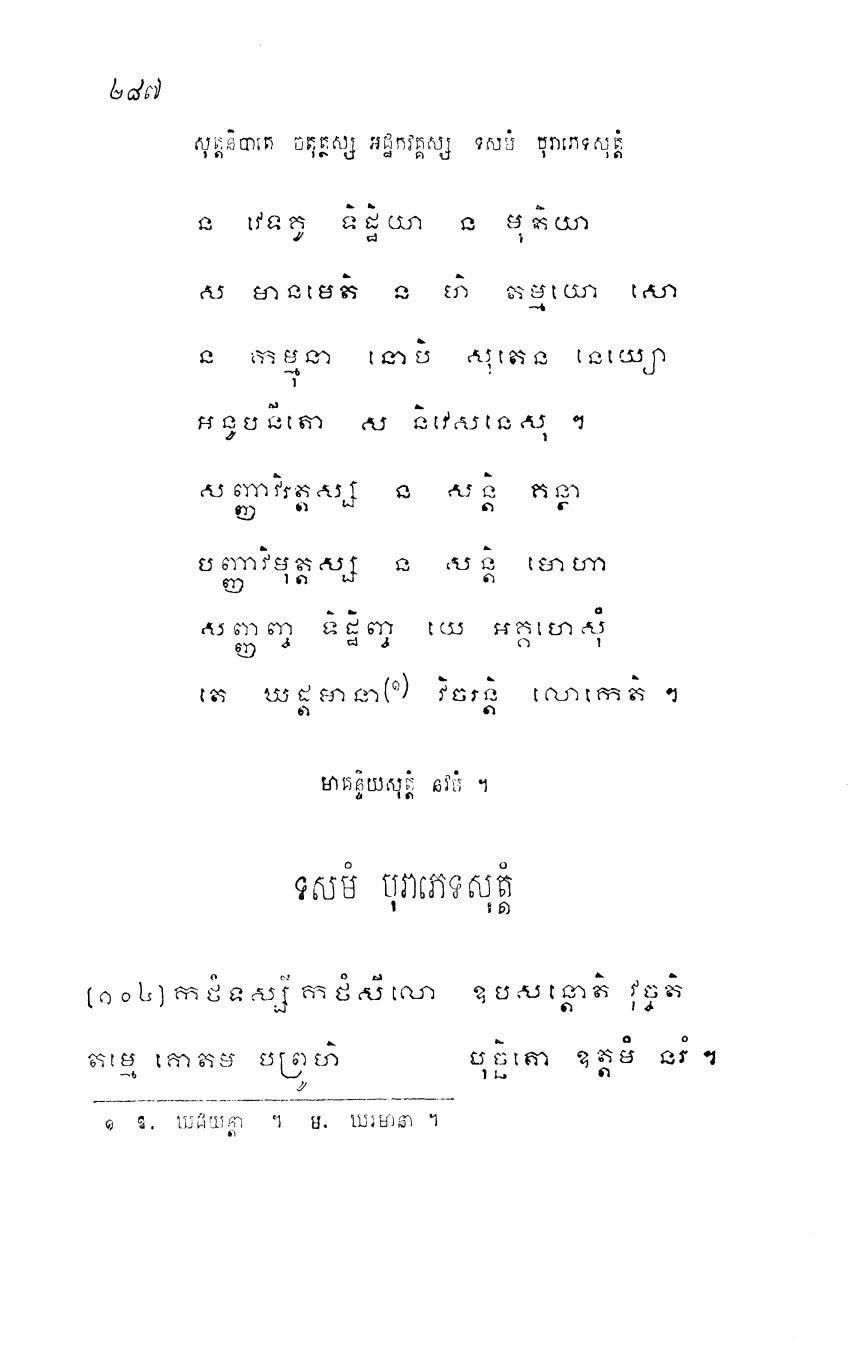 ២៨៧
សុត្តនិបាតេ ចតុត្ថស្ស អដ្ឋកវគ្គស្ស ទសមំ បុរាភេទសុត្តំ
ន វេទគូ ទិដ្ឋិយា ន មុតិយា
ស មានមេតិ ន ហិ តម្មយោ សោ
ន កម្មុនា នោបិ សុតេន នេយ្យោ
អនូបនីតោ ស និវេសនេសុ ។
សញ្ញាវិរត្តស្ស ន សន្តិ គន្ថា
បញ្ញាវិមុត្តស្ស ន សន្តិ មោហា
សញ្ញញ្ច ទិដ្ឋិញ្ច យេ អគ្គហេសុំ
តេ ឃដ្តមានា(១) វិចរន្តិ លោកេតិ ។
មាគន្ទិយសុត្តំ នវមំ ។
ទសមំ បុរាភេទសុត្តំ
[១០៤] កថំទស្សី កថំសីលោ ឧបសន្តោតិ វុច្ចតិ
តម្មេ គោតម បព្រូហិ បុច្ឆិតោ ឧត្តមំ នរំ ។
១ ឱ. ឃដយន្តា ។ ម. ឃរមានា ។